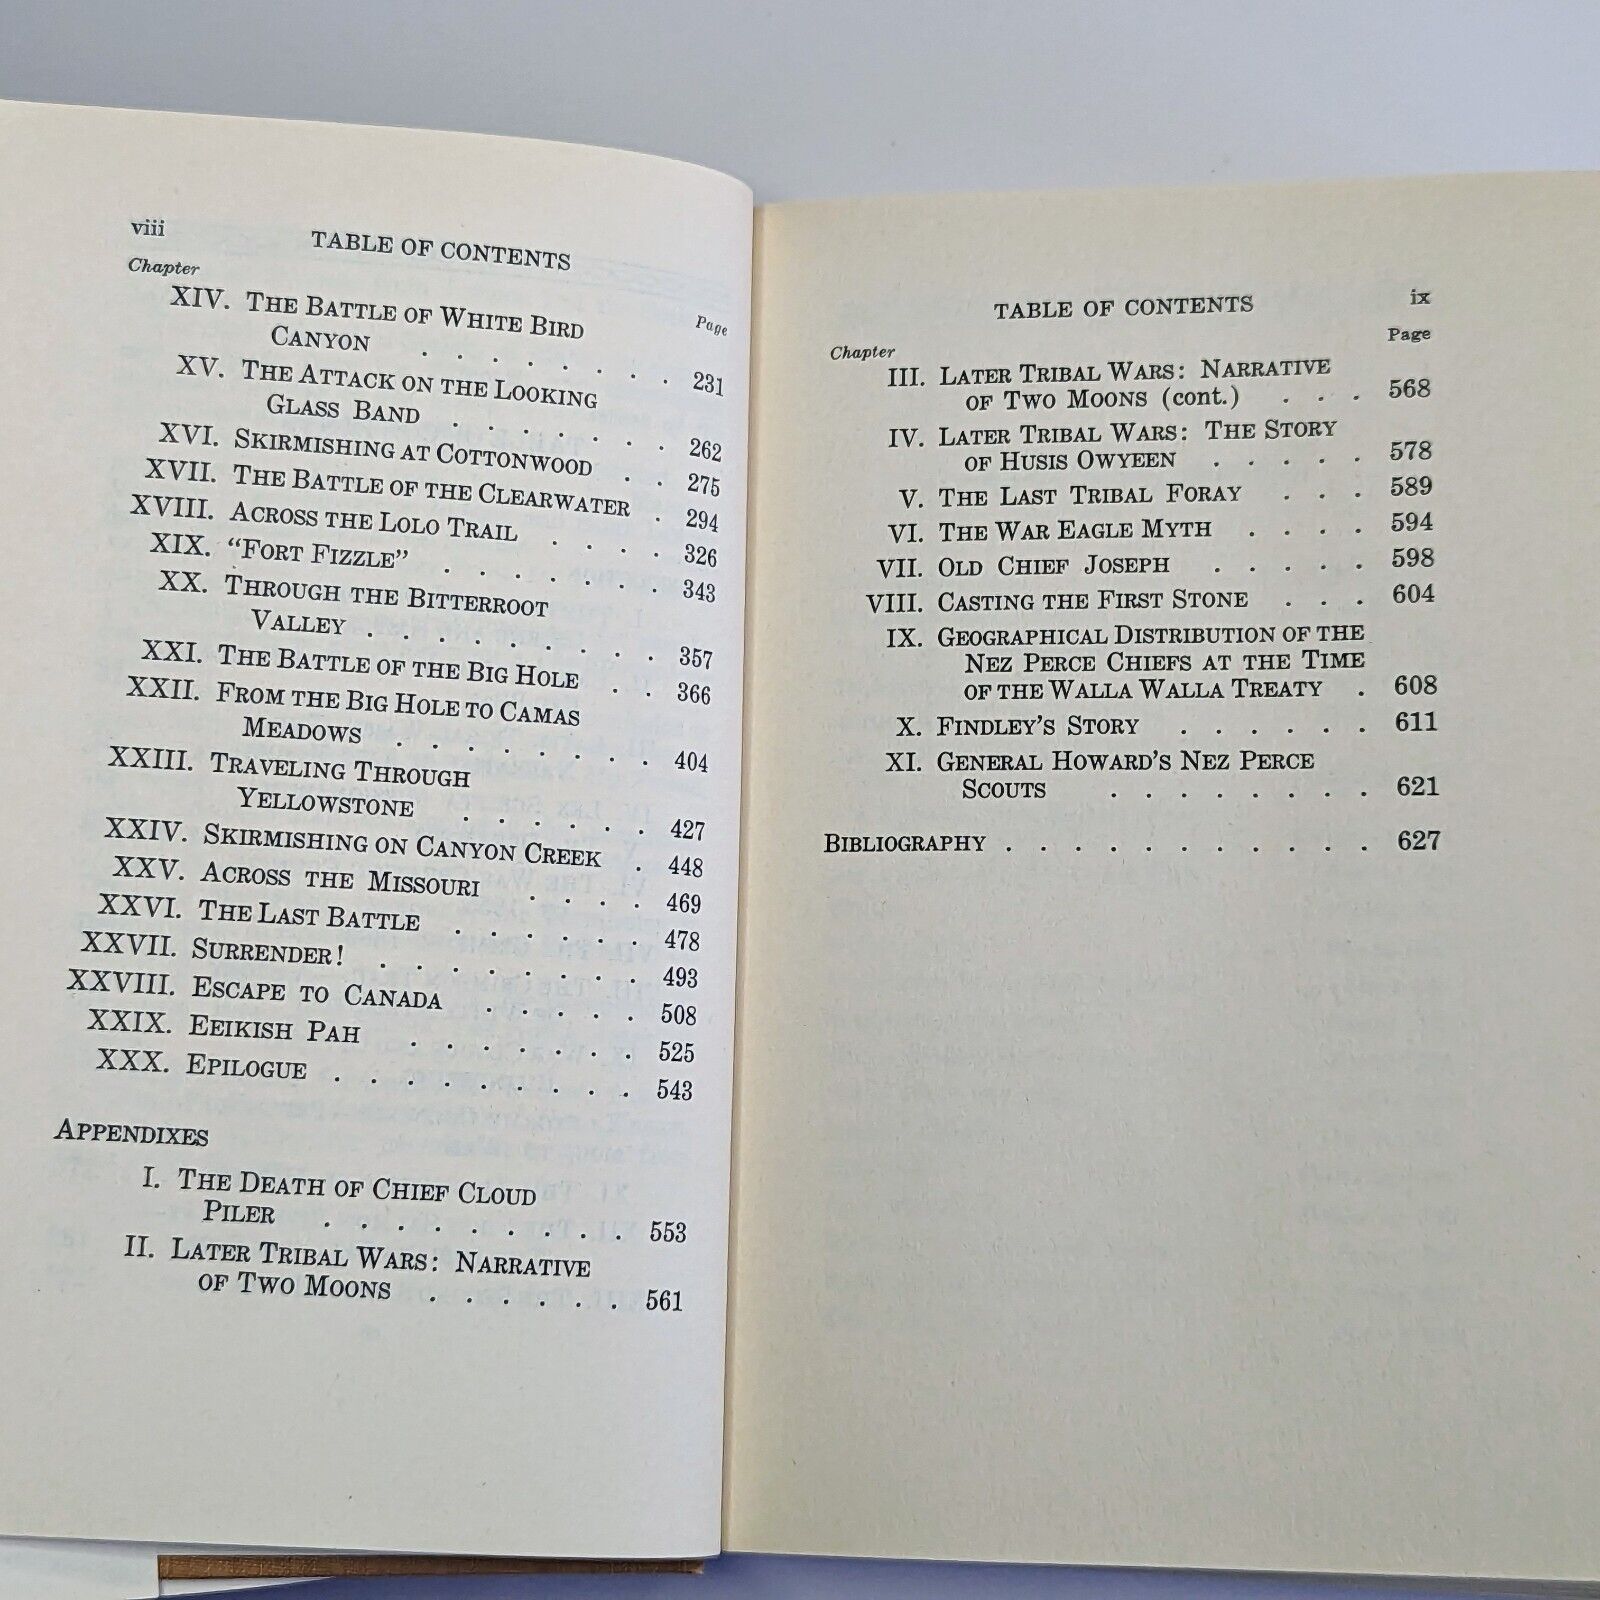 viii
TABLE OF CONTENTS
Chapter
Page
XIV. THE BATTLE OF WHITE BIRD
CANYON . . . . . . . 231
XV. THE ATTACK ON THE LOOKING
GLASS BAND . . . . . . . 262
XVI. SKIRMISHING AT COTTONWOOD . . 275
XVII. THE BATTLE OF THE CLEARWATER . 294
XVIII. ACROSS THE LOLO TRAIL . . . . 326
XIX. "FORT FIZZLE" . . . . . . . 343
XX. THROUGH THE BITTERROOT
VALLEY . . . . . . . . . 357
XXI. THE BATTLE OF THE BIG HOLE . . 366
XXII. FROM THE BIG HOLE TO CAMAS
MEADOWS . . . . . . . 404
XXIII. TRAVELING THROUGH
YELLOWSTONE . . . . . . 427
XXIV. SKIRMISHING ON CANYON CREEK . 448
XXV. ACROSS THE MISSOURI . . . . 469
XXVI. THE LAST BATTLE . . . . . . 478
XXVII. SURRENDER! . . . . . . . . 493
XXVIII. ESCAPE TO CANADA . . . . . 508
XXIX. EEIKISH PAH . . . . . . . 525
XXX. EPILOGUE . . . . . . . . . 543
APPENDIXES
I. THE DEATH OF CHIEF CLOUD
PILER . . . . . . . . . 553
II. LATER TRIBAL WARS: NARRATIVE
OF TWO MOONS . . . . . . 561
TABLE OF CONTENTS
ix
Page
Chapter
III. LATER TRIBAL WARS: NARRATIVE
OF TWO MOONS (cont.) . . . 568
IV. LATER TRIBAL WARS: THE STORY
OF HUSIS OWYEEN . . . . . 578
V. THE LAST TRIBAL FORAY . . . 589
VI. THE WAR EAGLE MYTH . . . . 594
VII. OLD CHIEF JOSEPH . . . . . 598
VIII. CASTING THE FIRST STONE . . . 604
IX. GEOGRAPHICAL DISTRIBUTION OF THE
NEZ PERCE CHIEFS AT THE TIME
OF THE WALLA WALLA TREATY . 608
X. FINDLEY'S STORY . . . . . . 611
XI. GENERAL HOWARD'S NEZ PERCE
SCOUTS . . . . . . . . 621
BIBLIOGRAPHY . . . . . . . . . . . 627